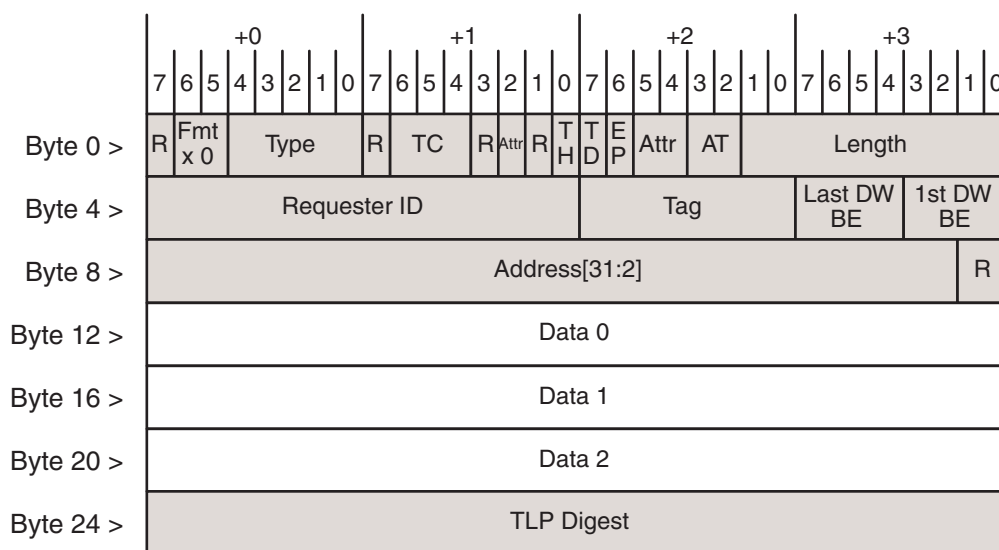 +0 +1 +2 +3
7 6 5 4 3 2 1 0 7 6 5 4 3 2 1 0 7 6 5 4 3 2 1 0 7 6 5 4 3 2 1 0
Byte 0 > R Fmt x 0 Type R TC R Attr R T H T D E P Attr AT Length
Byte 4 > Requester ID Tag Last DW BE 1st DW BE
Byte 8 > Address[31:2] R
Byte 12 > Data 0
Byte 16 > Data 1
Byte 20 > Data 2
Byte 24 > TLP Digest